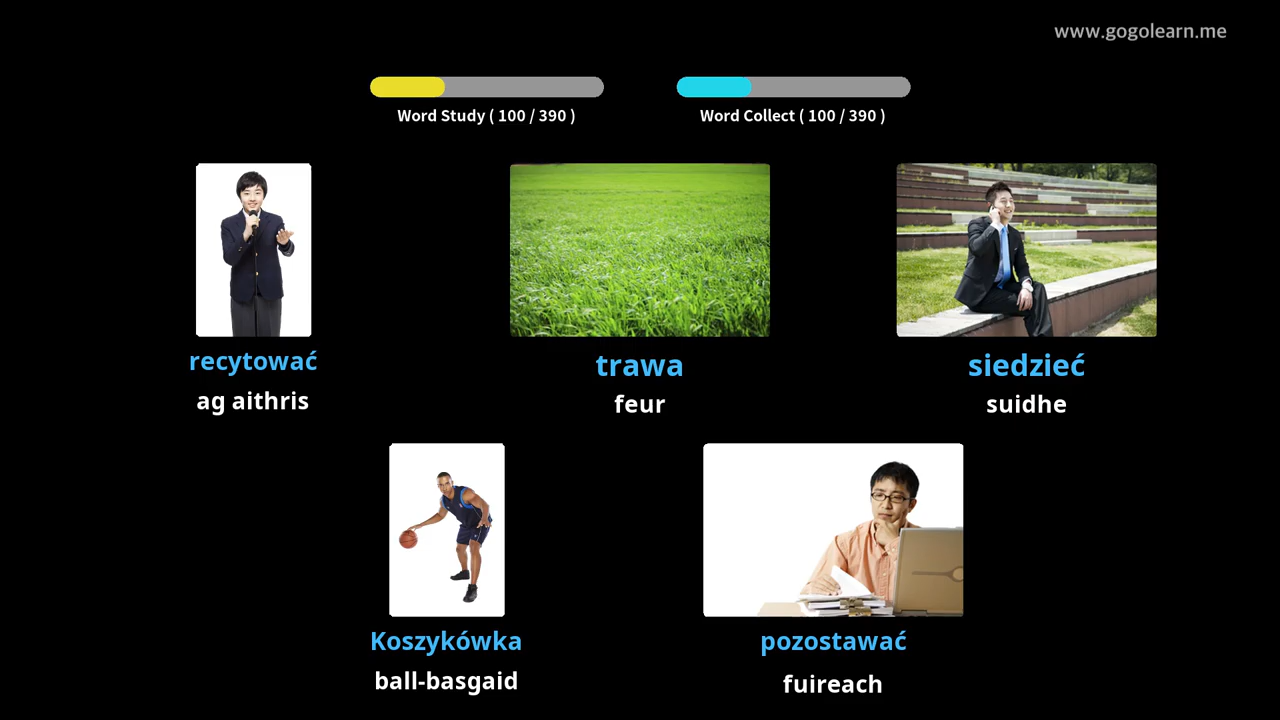 www.gogolearn.me
Word Study ( 100 / 390 )
Word Collect ( 100 / 390 )
recytować
ag aithris
trawa
feur
siedzieć
suidhe
Koszykówka
ball-basgaid
pozostawać
fuireach